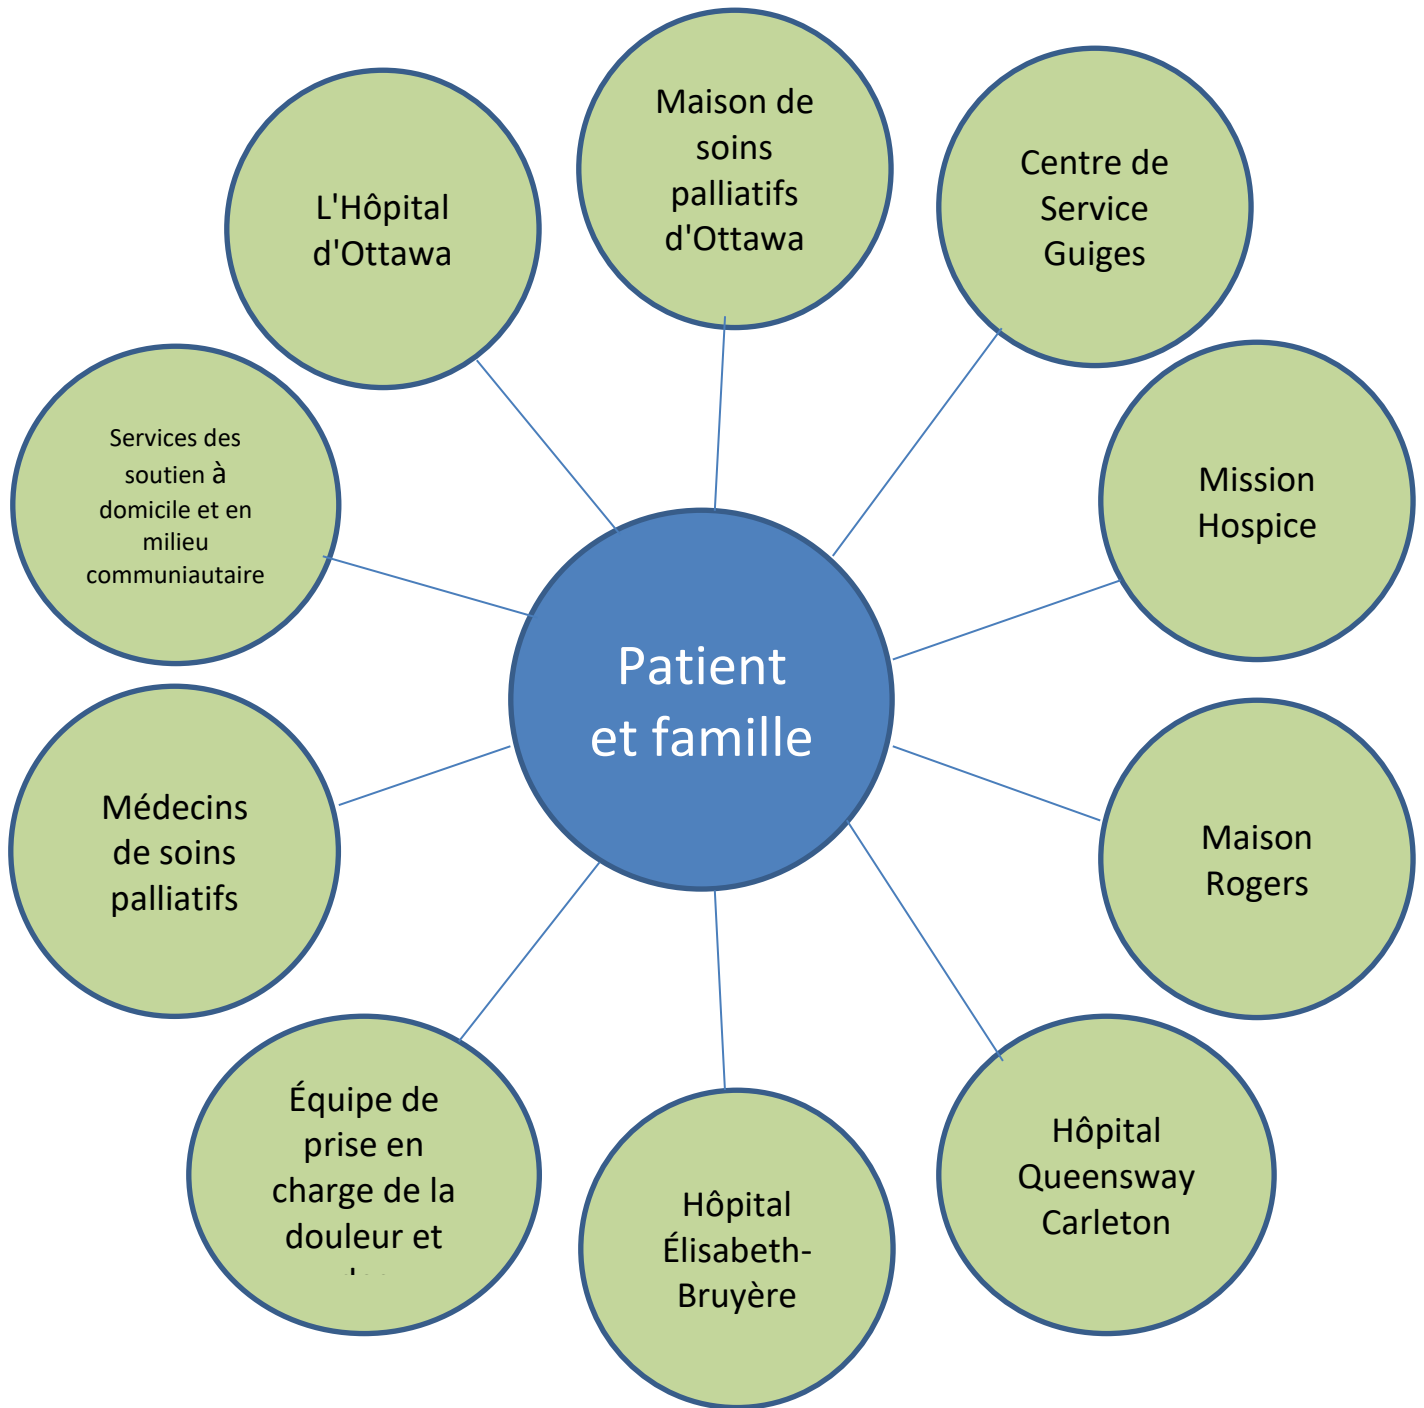 Maison de
soins
palliatifs
d'Ottawa
Centre de
Service
Guiges
L'Hôpital
d'Ottawa
Mission
Hospice
Services des
soutien à
domicile et en
milieu
communiautaire
Patient
et famille
Maison
Rogers
Médecins
de soins
palliatifs
Hôpital
Queensway
Carleton
Équipe de
prise en
charge de la
douleur et
Hôpital
Élisabeth-
Bruyère